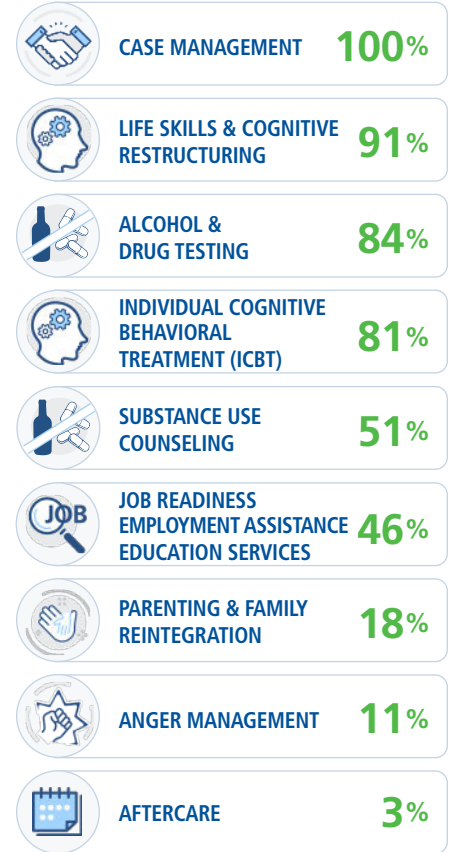 CASE MANAGEMENT 100%
LIFE SKILLS & COGNITIVE
RESTRUCTURING 91%
ALCOHOL &
DRUG TESTING 84%
INDIVIDUAL COGNITIVE
BEHAVIORAL
TREATMENT (ICBT) 81%
SUBSTANCE USE
COUNSELING 51%
JOB
JOB READINESS
EMPLOYMENT ASSISTANCE
EDUCATION SERVICES 46%
PARENTING & FAMILY
REINTEGRATION 18%
ANGER MANAGEMENT 11%
AFTERCARE 3%